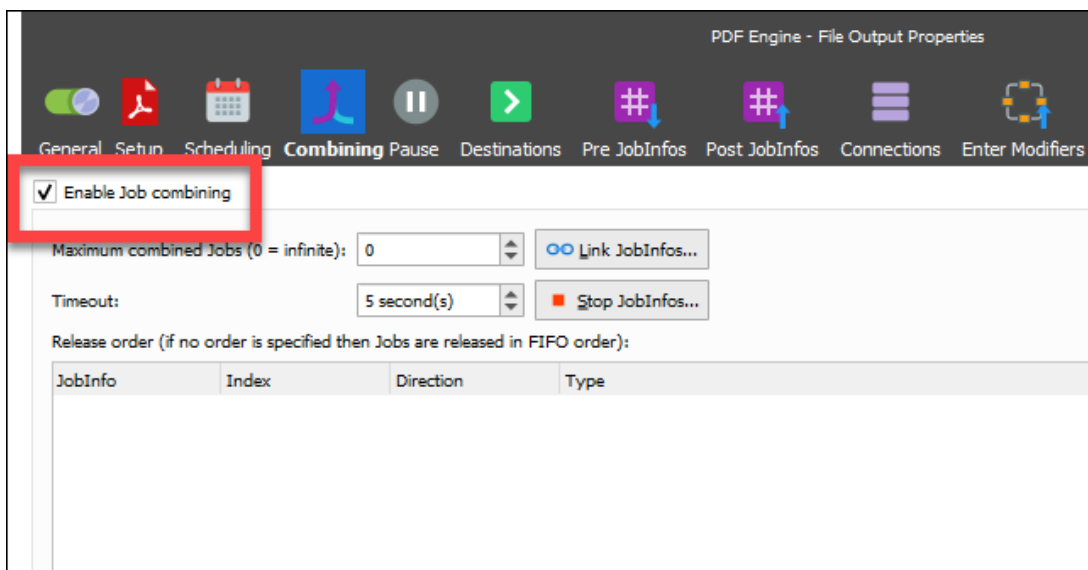 PDF Engine - File Output Properties
General Setup Scheduling Combining Pause Destinations Pre JobInfos Post JobInfos Connections Enter Modifiers
Enable Job combining
Maximum combined Jobs (0 = infinite): 0 Link JobInfos...
Timeout: 5 second(s) Stop JobInfos...
Release order (if no order is specified then Jobs are released in FIFO order):
JobInfo Index Direction Type